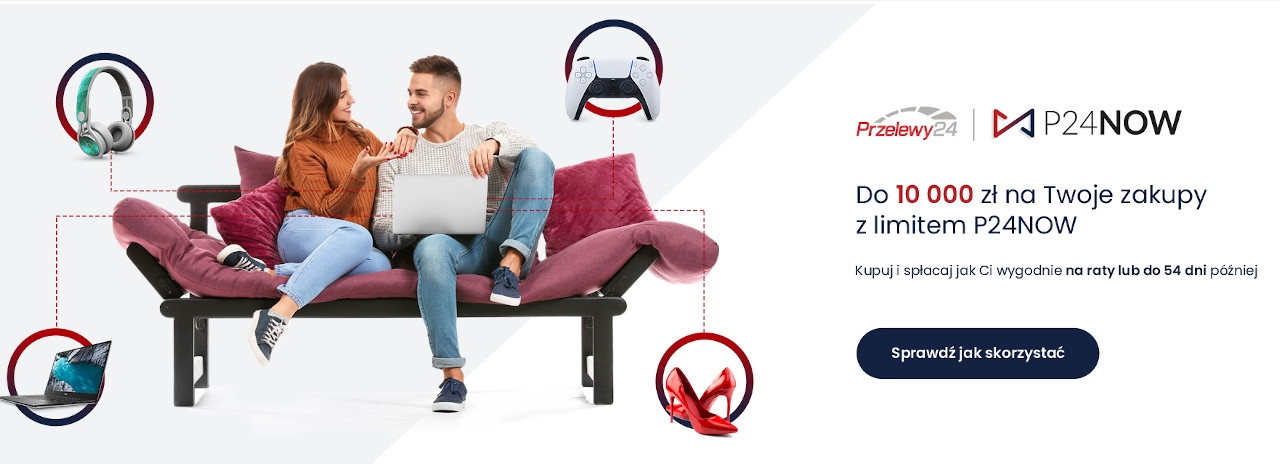 Przelewy24 | P24NOW
Do 10 000 zł na Twoje zakupy
z limitem P24NOW
Kupuj i spłacaj jak Ci wygodnie na raty lub do 54 dni później
Sprawdź jak skorzystać